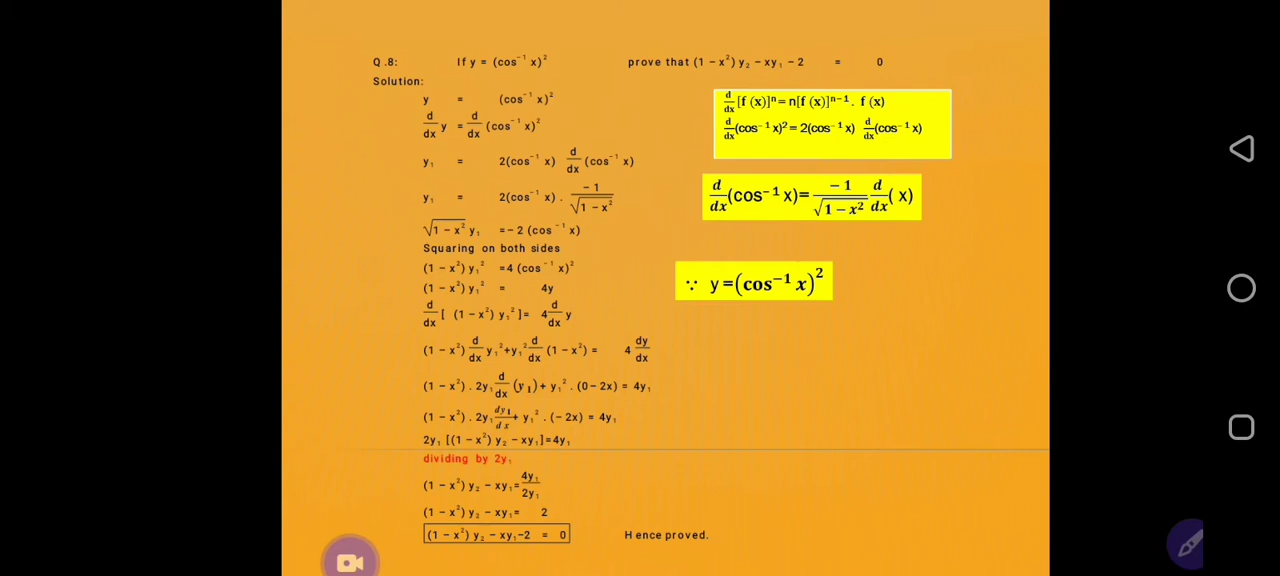 Q.8: If y = (cos⁻¹ x)² prove that (1 − x²) y₂ − xy₁ − 2 = 0
Solution:
y = (cos⁻¹ x)²
d/dx y = d/dx (cos⁻¹ x)²
y₁ = 2(cos⁻¹ x) d/dx (cos⁻¹ x)
y₁ = 2(cos⁻¹ x) . −1/√(1 − x²)
√(1 − x²) y₁ = − 2 (cos⁻¹ x)
Squaring on both sides
(1 − x²) y₁² = 4 (cos⁻¹ x)²
(1 − x²) y₁² = 4y
d/dx [ (1 − x²) y₁² ] = 4 d/dx y
(1 − x²) d/dx y₁² + y₁² d/dx (1 − x²) = 4 dy/dx
(1 − x²) . 2y₁ d/dx (y₁) + y₁² . (0 − 2x) = 4y₁
(1 − x²) . 2y₁ dy₁/dx + y₁² . (− 2x) = 4y₁
2y₁ [(1 − x²) y₂ − xy₁] = 4y₁
dividing by 2y₁
(1 − x²) y₂ − xy₁ = 4y₁/2y₁
(1 − x²) y₂ − xy₁ = 2
(1 − x²) y₂ − xy₁ − 2 = 0 Hence proved.
d/dx [f (x)]ⁿ = n[f (x)]ⁿ⁻¹ . f (x)
d/dx (cos⁻¹ x)² = 2(cos⁻¹ x) d/dx (cos⁻¹ x)
d/dx (cos⁻¹ x) = −1/√(1 − x²) d/dx ( x)
∵ y = (cos⁻¹ x)²